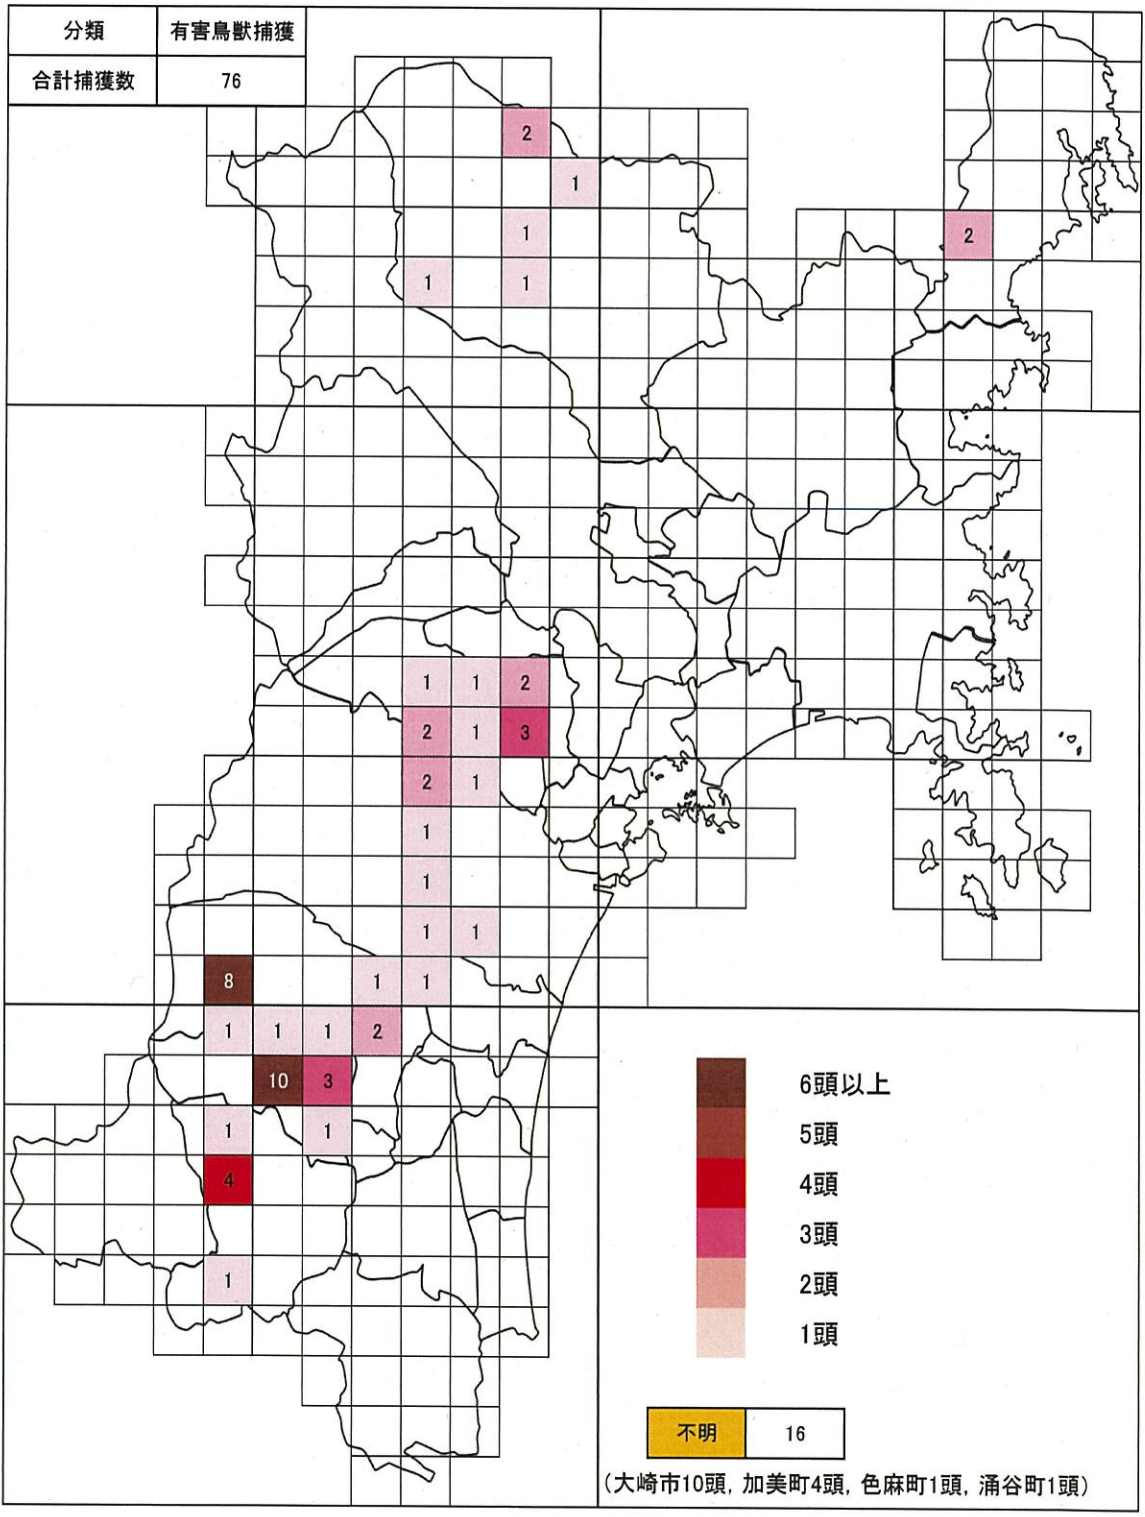 分類 有害鳥獣捕獲
合計捕獲数 76
2
1
1 2
1 1
1 1 2
2 1 3
2 1
1
1
1 1
8 1 1
1 1 1 2
10 3
1 1
4
1
6頭以上
5頭
4頭
3頭
2頭
1頭
不明 16
(大崎市10頭, 加美町4頭, 色麻町1頭, 涌谷町1頭)